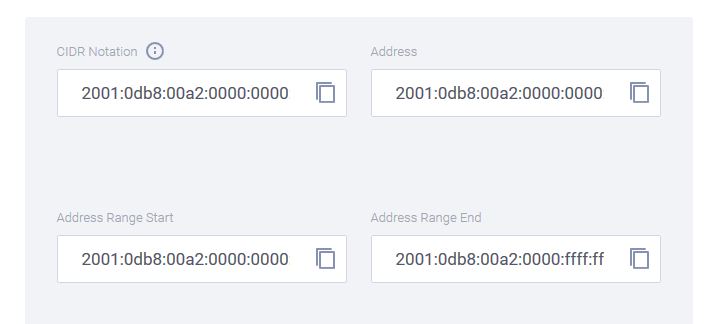 CIDR Notation
Address
2001:0db8:00a2:0000:0000
2001:0db8:00a2:0000:0000
Address Range Start
Address Range End
2001:0db8:00a2:0000:0000
2001:0db8:00a2:0000:ffff:ff